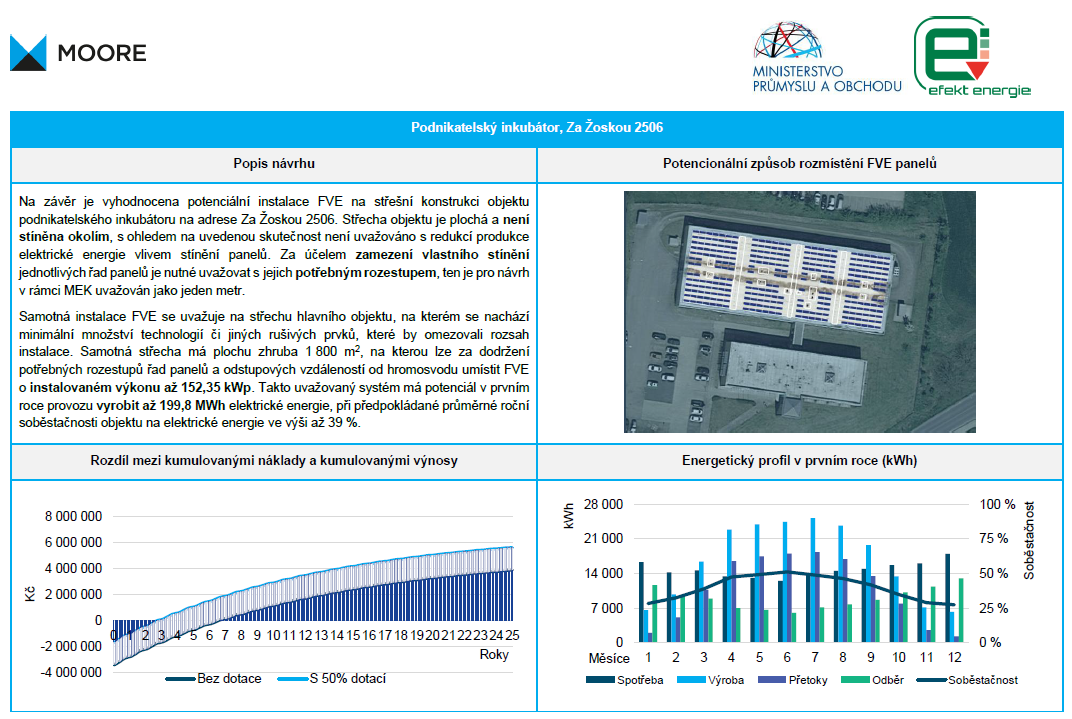 MOORE
MINISTERSTVO
PRŮMYSLU A OBCHODU
efekt energie
Podnikatelský inkubátor, Za Žoskou 2506
Popis návrhu
Potencionální způsob rozmístění FVE panelů
Na závěr je vyhodnocena potenciální instalace FVE na střešní konstrukci objektu
podnikatelského inkubátoru na adrese Za Žoskou 2506. Střecha objektu je plochá a není
stíněna okolím, s ohledem na uvedenou skutečnost není uvažováno s redukcí produkce
elektrické energie vlivem stínění panelů. Za účelem zamezení vlastního stínění
jednotlivých řad panelů je nutné uvažovat s jejich potřebným rozestupem, ten je pro návrh
v rámci MEK uvažován jako jeden metr.
Samotná instalace FVE se uvažuje na střechu hlavního objektu, na kterém se nachází
minimální množství technologií či jiných rušivých prvků, které by omezovali rozsah
instalace. Samotná střecha má plochu zhruba 1 800 m², na kterou lze za dodržení
potřebných rozestupů řad panelů a odstupových vzdáleností od hromosvodu umístit FVE
o instalovaném výkonu až 152,35 kWp. Takto uvažovaný systém má potenciál v prvním
roce provozu vyrobit až 199,8 MWh elektrické energie, při předpokládané průměrné roční
soběstačnosti objektu na elektrické energie ve výši až 39 %.
Rozdíl mezi kumulovanými náklady a kumulovanými výnosy
Energetický profil v prvním roce (kWh)
Kč
8 000 000
6 000 000
4 000 000
2 000 000
0
-2 000 000
-4 000 000
0 1 2 3 4 5 6 7 8 9 10 11 12 13 14 15 16 17 18 19 20 21 22 23 24 25
Roky
Bez dotace
S 50% dotací
kWh
28 000
21 000
14 000
7 000
0
100 %
75 %
50 %
25 %
0 %
Soběstačnost
Měsíce 1 2 3 4 5 6 7 8 9 10 11 12
Spotřeba Výroba Přetoky Odběr Soběstačnost